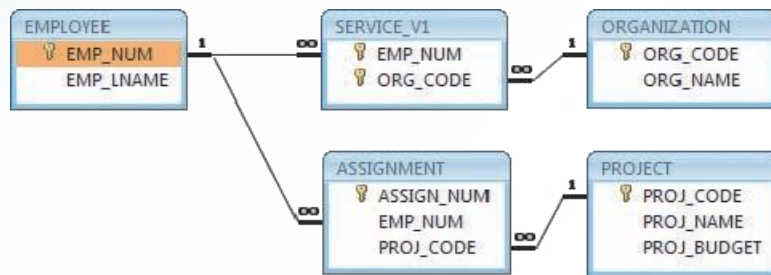 EMPLOYEE
EMP_NUM
EMP_LNAME
1
∞
SERVICE_V1
EMP_NUM
ORG_CODE
∞
1
ORGANIZATION
ORG_CODE
ORG_NAME
∞
ASSIGNMENT
ASSIGN_NUM
EMP_NUM
PROJ_CODE
∞
1
PROJECT
PROJ_CODE
PROJ_NAME
PROJ_BUDGET